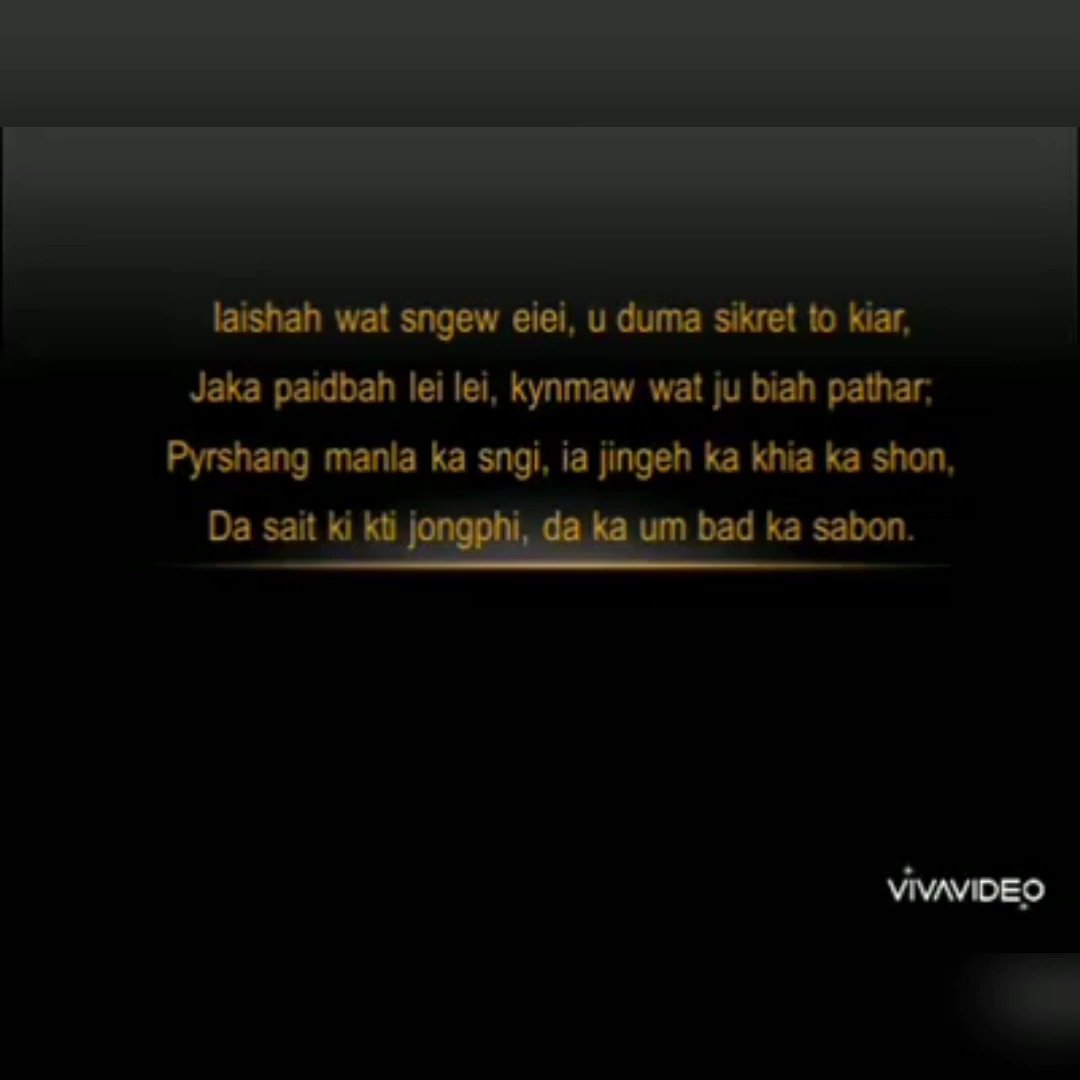 Iaishah wat sngew eiei, u duma sikret to kiar,
Jaka paidbah lei lei, kynmaw wat ju biah pathar;
Pyrshang manla ka sngi, ia jingeh ka khia ka shon,
Da sait ki kti jongphi, da ka um bad ka sabon.
VIVAVIDEO